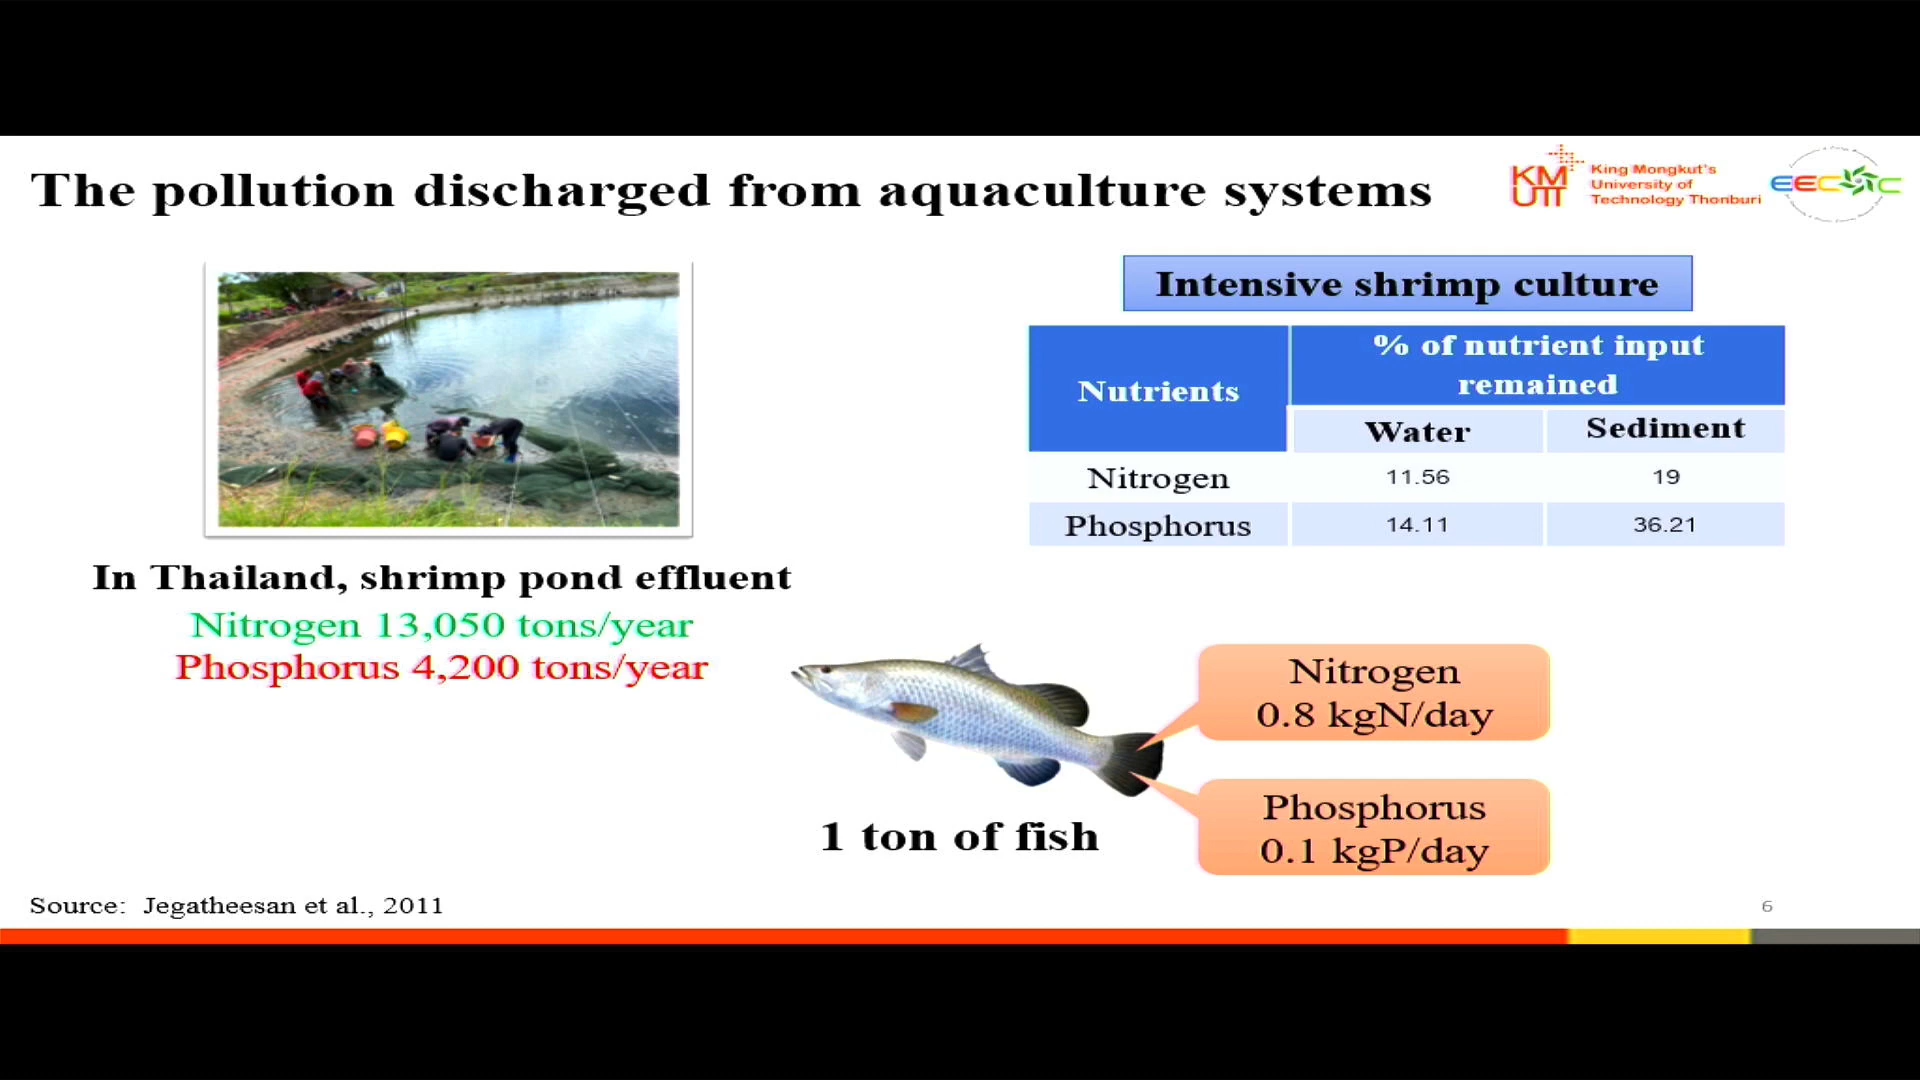 The pollution discharged from aquaculture systems
KM
UTT
King Mongkut's
University of
Technology Thonburi
EEC
Intensive shrimp culture
Nutrients
% of nutrient input
remained
Water
Sediment
Nitrogen
11.56
19
Phosphorus
14.11
36.21
In Thailand, shrimp pond effluent
Nitrogen 13,050 tons/year
Phosphorus 4,200 tons/year
Nitrogen
0.8 kgN/day
Phosphorus
0.1 kgP/day
1 ton of fish
Source: Jegatheesan et al., 2011
6